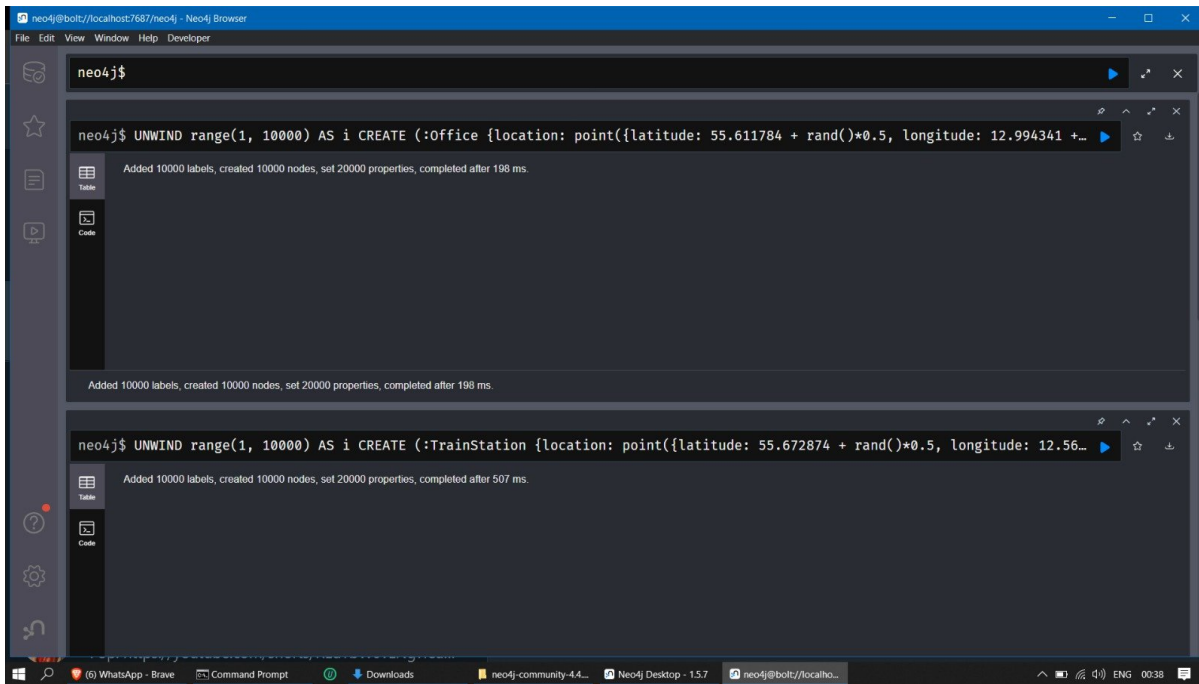 neo4j@bolt://localhost:7687/neo4j - Neo4j Browser
File Edit View Window Help Developer
neo4j$
neo4j$ UNWIND range(1, 10000) AS i CREATE (:Office {location: point({latitude: 55.611784 + rand()*0.5, longitude: 12.994341 +…
Added 10000 labels, created 10000 nodes, set 20000 properties, completed after 198 ms.
Table
Code
Added 10000 labels, created 10000 nodes, set 20000 properties, completed after 198 ms.
neo4j$ UNWIND range(1, 10000) AS i CREATE (:TrainStation {location: point({latitude: 55.672874 + rand()*0.5, longitude: 12.56…
Added 10000 labels, created 10000 nodes, set 20000 properties, completed after 507 ms.
Table
Code
(6) WhatsApp - Brave Command Prompt Downloads neo4j-community-4.4... Neo4j Desktop - 1.5.7 neo4j@bolt://localho... ENG 00:38